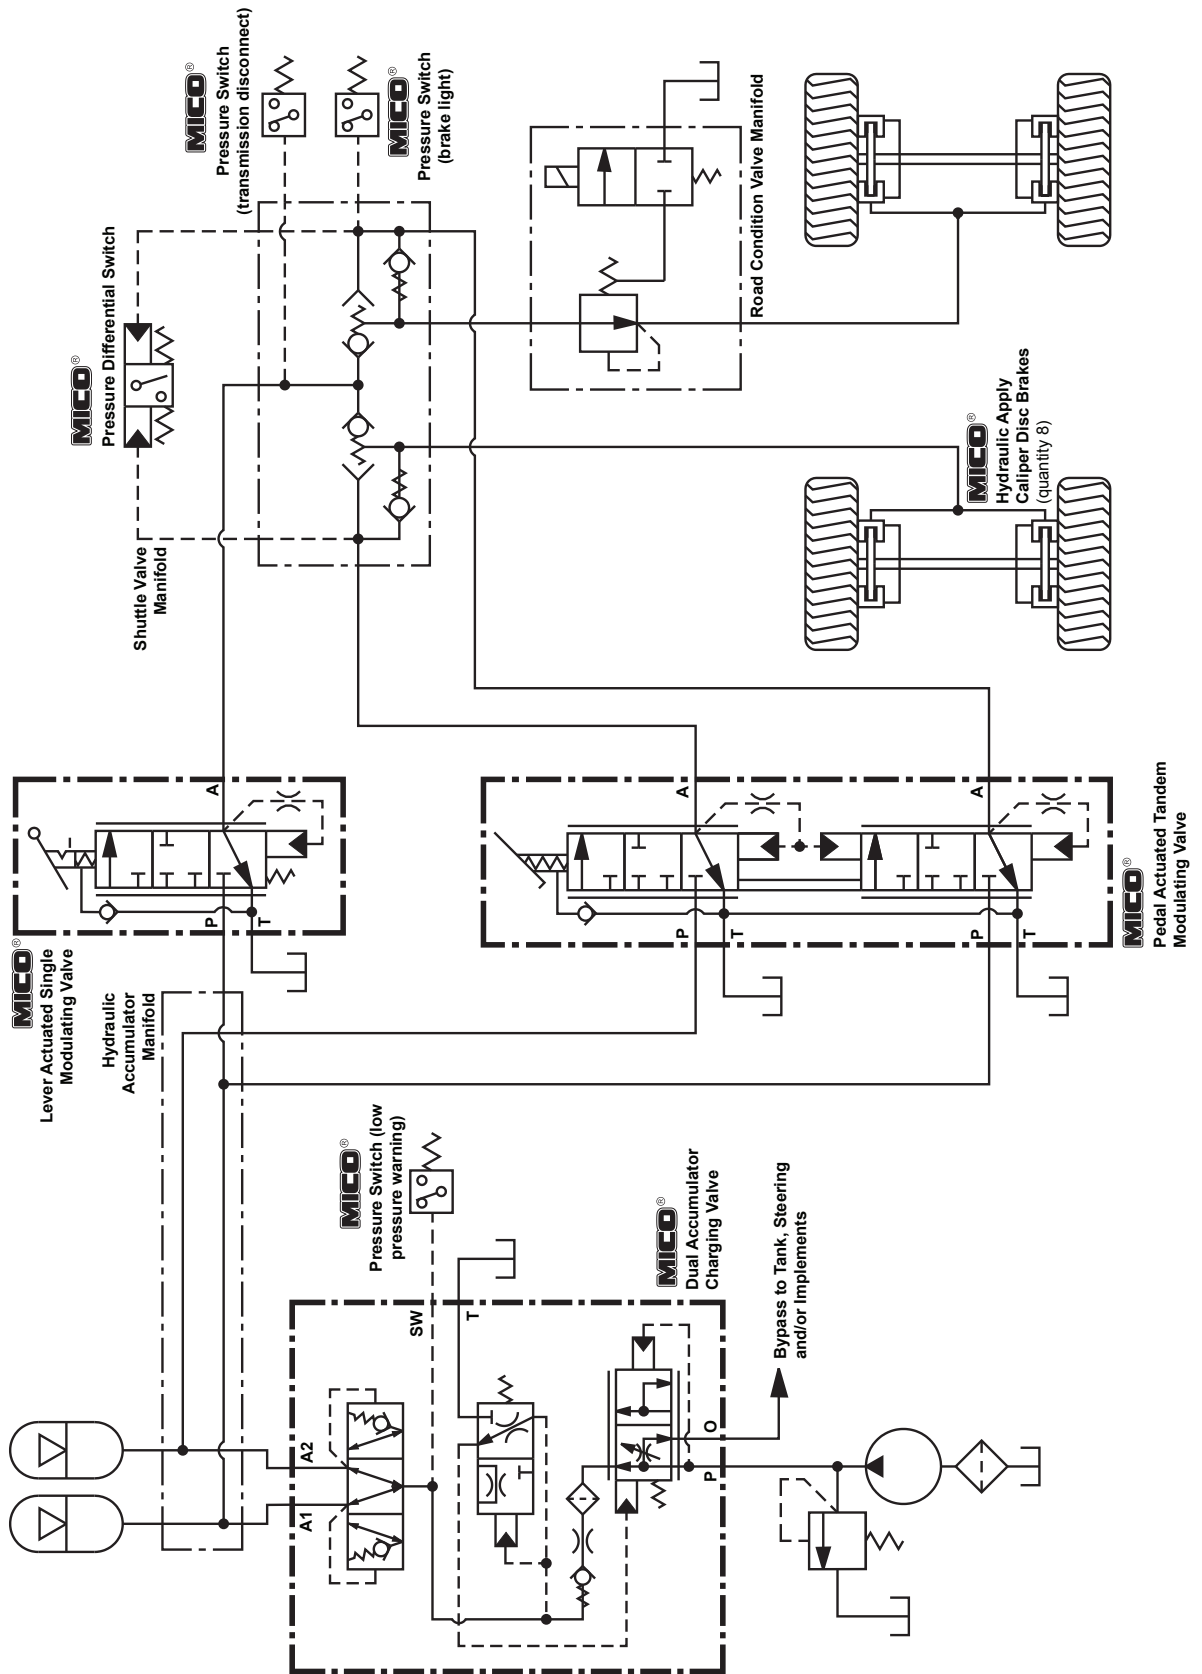 MICO®
Pressure Switch
(transmission disconnect)
MICO®
Pressure Switch
(brake light)
MICO®
Pressure Differential Switch
Shuttle Valve
Manifold
Road Condition Valve Manifold
MICO®
Hydraulic Apply
Caliper Disc Brakes
(quantity 8)
MICO®
Lever Actuated Single
Modulating Valve
A
P
T
Hydraulic
Accumulator
Manifold
A
P
T
A
P
T
MICO®
Pedal Actuated Tandem
Modulating Valve
MICO®
Pressure Switch (low
pressure warning)
MICO®
Dual Accumulator
Charging Valve
A1
A2
SW
T
P
O
Bypass to Tank, Steering
and/or Implements